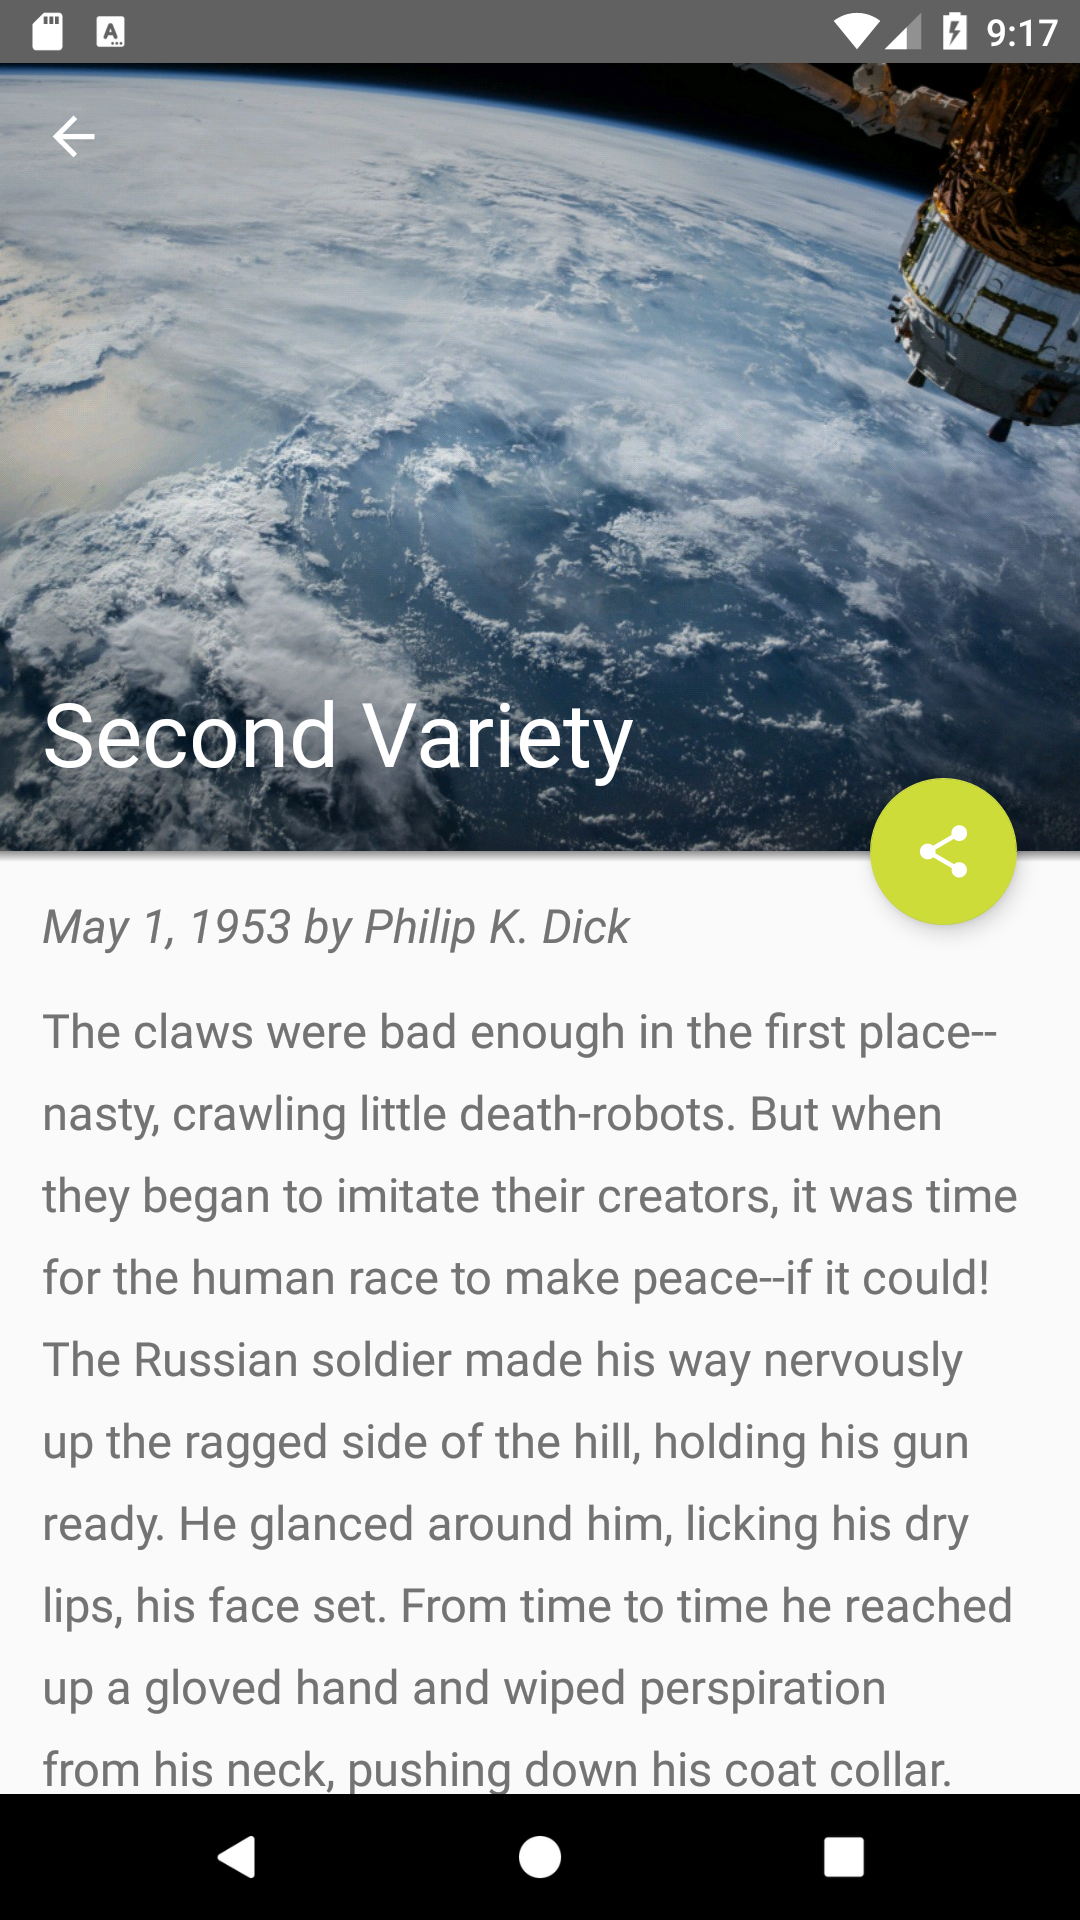 9:17
Second Variety
May 1, 1953 by Philip K. Dick
The claws were bad enough in the first place--
nasty, crawling little death-robots. But when
they began to imitate their creators, it was time
for the human race to make peace--if it could!
The Russian soldier made his way nervously
up the ragged side of the hill, holding his gun
ready. He glanced around him, licking his dry
lips, his face set. From time to time he reached
up a gloved hand and wiped perspiration
from his neck, pushing down his coat collar.